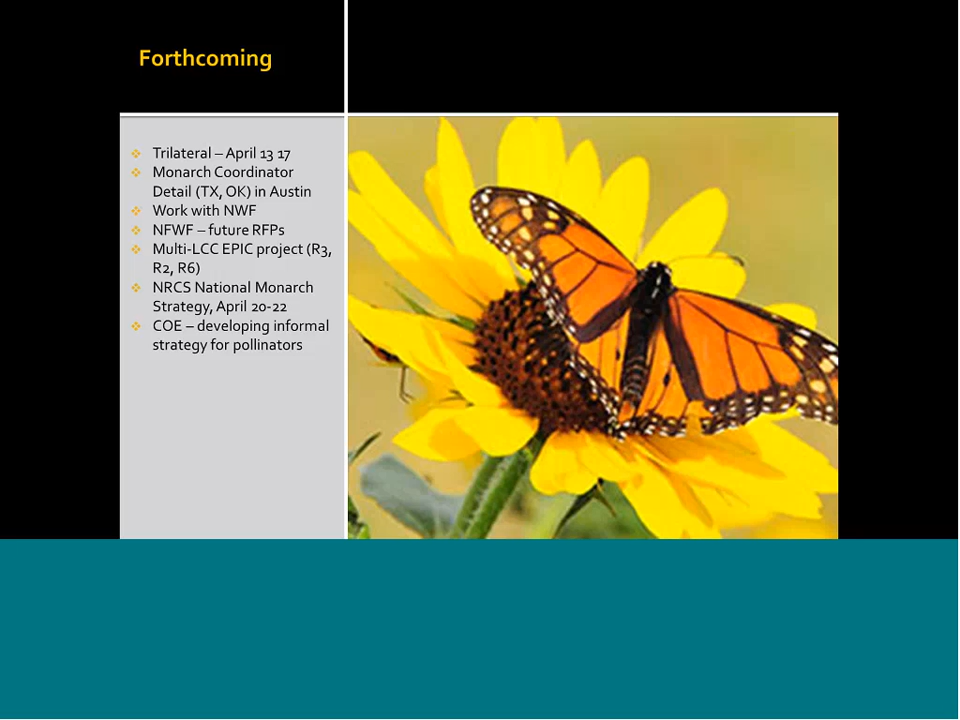 Forthcoming
Trilateral – April 13 17
Monarch Coordinator
Detail (TX, OK) in Austin
Work with NWF
NFWF – future RFPs
Multi-LCC EPIC project (R3,
R2, R6)
NRCS National Monarch
Strategy, April 20-22
COE – developing informal
strategy for pollinators